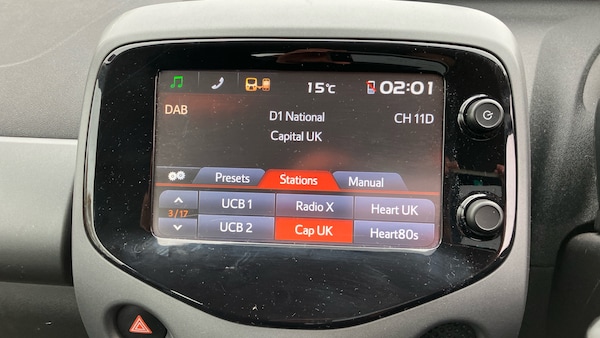 15°C 02:01
DAB
D1 National CH 11D
Capital UK
Presets Stations Manual
UCB 1 Radio X Heart UK
3/17
UCB 2 Cap UK Heart80s